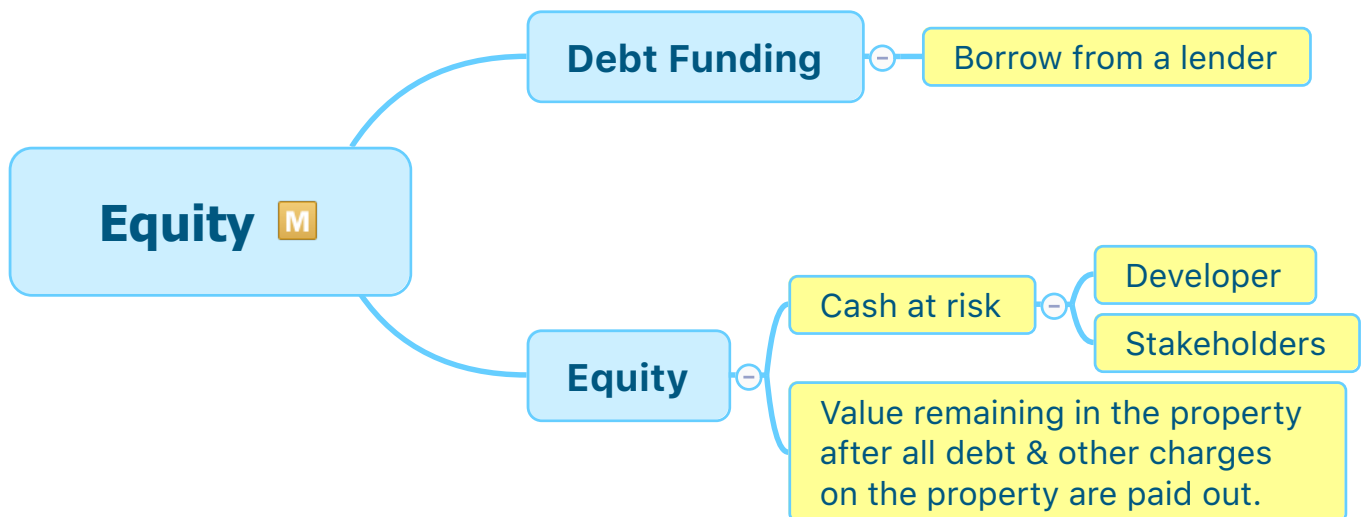 Debt Funding
Borrow from a lender
Equity M
Equity
Cash at risk
Developer
Stakeholders
Value remaining in the property
after all debt & other charges
on the property are paid out.